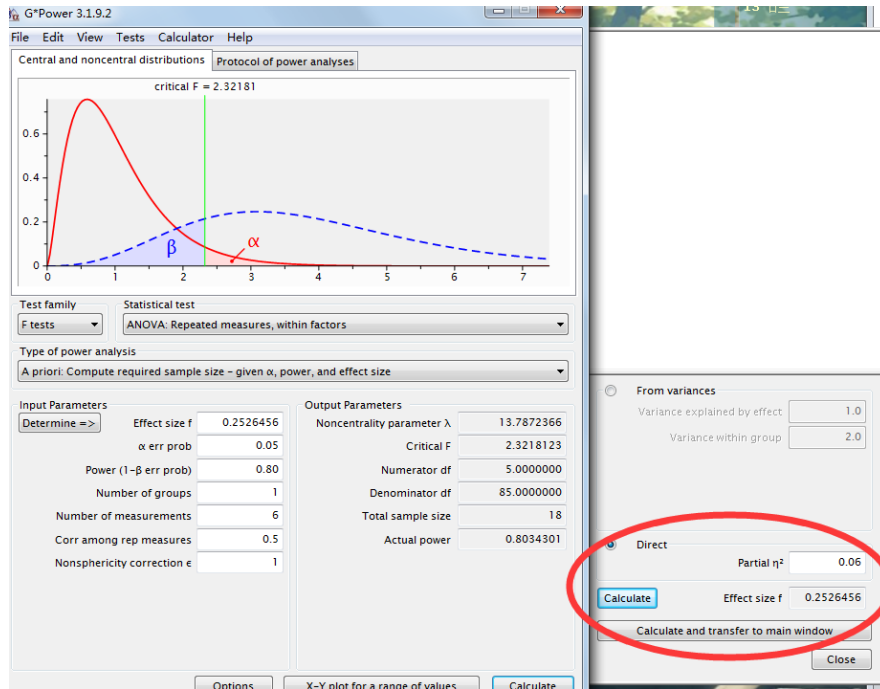 G*Power 3.1.9.2
File Edit View Tests Calculator Help
Central and noncentral distributions Protocol of power analyses
critical F = 2.32181
0.6
0.4
0.2
0
β
α
0 1 2 3 4 5 6 7
Test family Statistical test
F tests ANOVA: Repeated measures, within factors
Type of power analysis
A priori: Compute required sample size - given α, power, and effect size
Input Parameters
Determine => Effect size f 0.2526456
α err prob 0.05
Power (1-β err prob) 0.80
Number of groups 1
Number of measurements 6
Corr among rep measures 0.5
Nonsphericity correction ϵ 1
Output Parameters
Noncentrality parameter λ 13.7872366
Critical F 2.3218123
Numerator df 5.0000000
Denominator df 85.0000000
Total sample size 18
Actual power 0.8034301
Options X-Y plot for a range of values Calculate
From variances
Variance explained by effect 1.0
Variance within group 2.0
Direct
Partial η² 0.06
Calculate Effect size f 0.2526456
Calculate and transfer to main window
Close